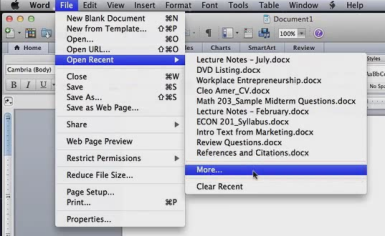 Word File Edit View Insert Format Font Tools Table Window Help
Document1
100%
Home Charts SmartArt Review
Cambria (Body)
B I U
Styles
New Blank Document ⌘N
New from Template... ⇧⌘P
Open... ⌘O
Open URL... ⇧⌘O
Open Recent ▶
Close ⌘W
Save ⌘S
Save As... ⇧⌘S
Save as Web Page...
Share ▶
Web Page Preview
Restrict Permissions ▶
Reduce File Size...
Page Setup...
Print... ⌘P
Properties...
Lecture Notes - July.docx
DVD Listing.docx
Workplace Entrepreneurship.docx
Cleo Amer_CV.docx
Math 203_Sample Midterm Questions.docx
Lecture Notes - February.docx
ECON 201_Syllabus.docx
Intro Text from Marketing.docx
Review Questions.docx
References and Citations.docx
More...
Clear Recent